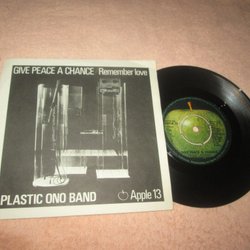 GIVE PEACE A CHANCE Remember love
PLASTIC ONO BAND Apple 13